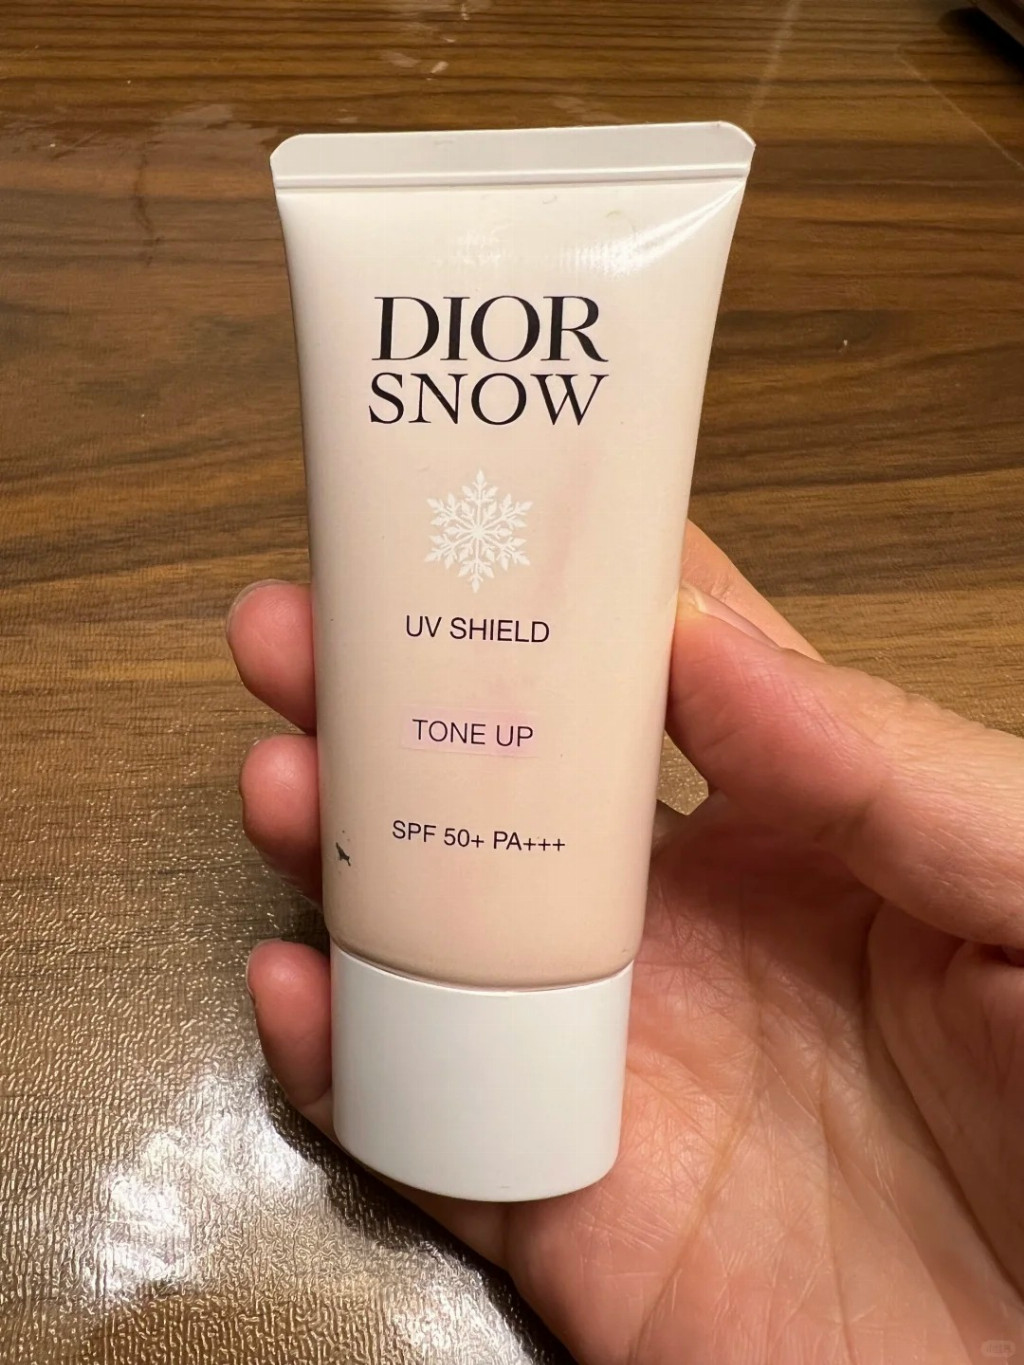 DIOR
SNOW
UV SHIELD
TONE UP
SPF 50+ PA+++